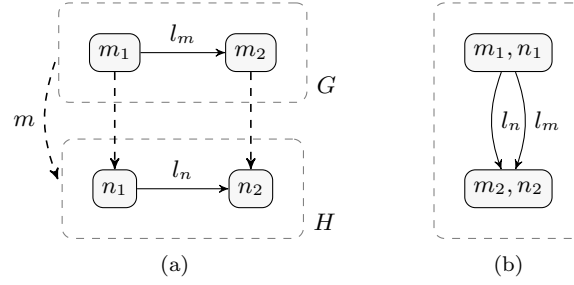 m₁ lₘ m₂
G
m
n₁ lₙ n₂
H
(a)
m₁, n₁
lₙ lₘ
m₂, n₂
(b)